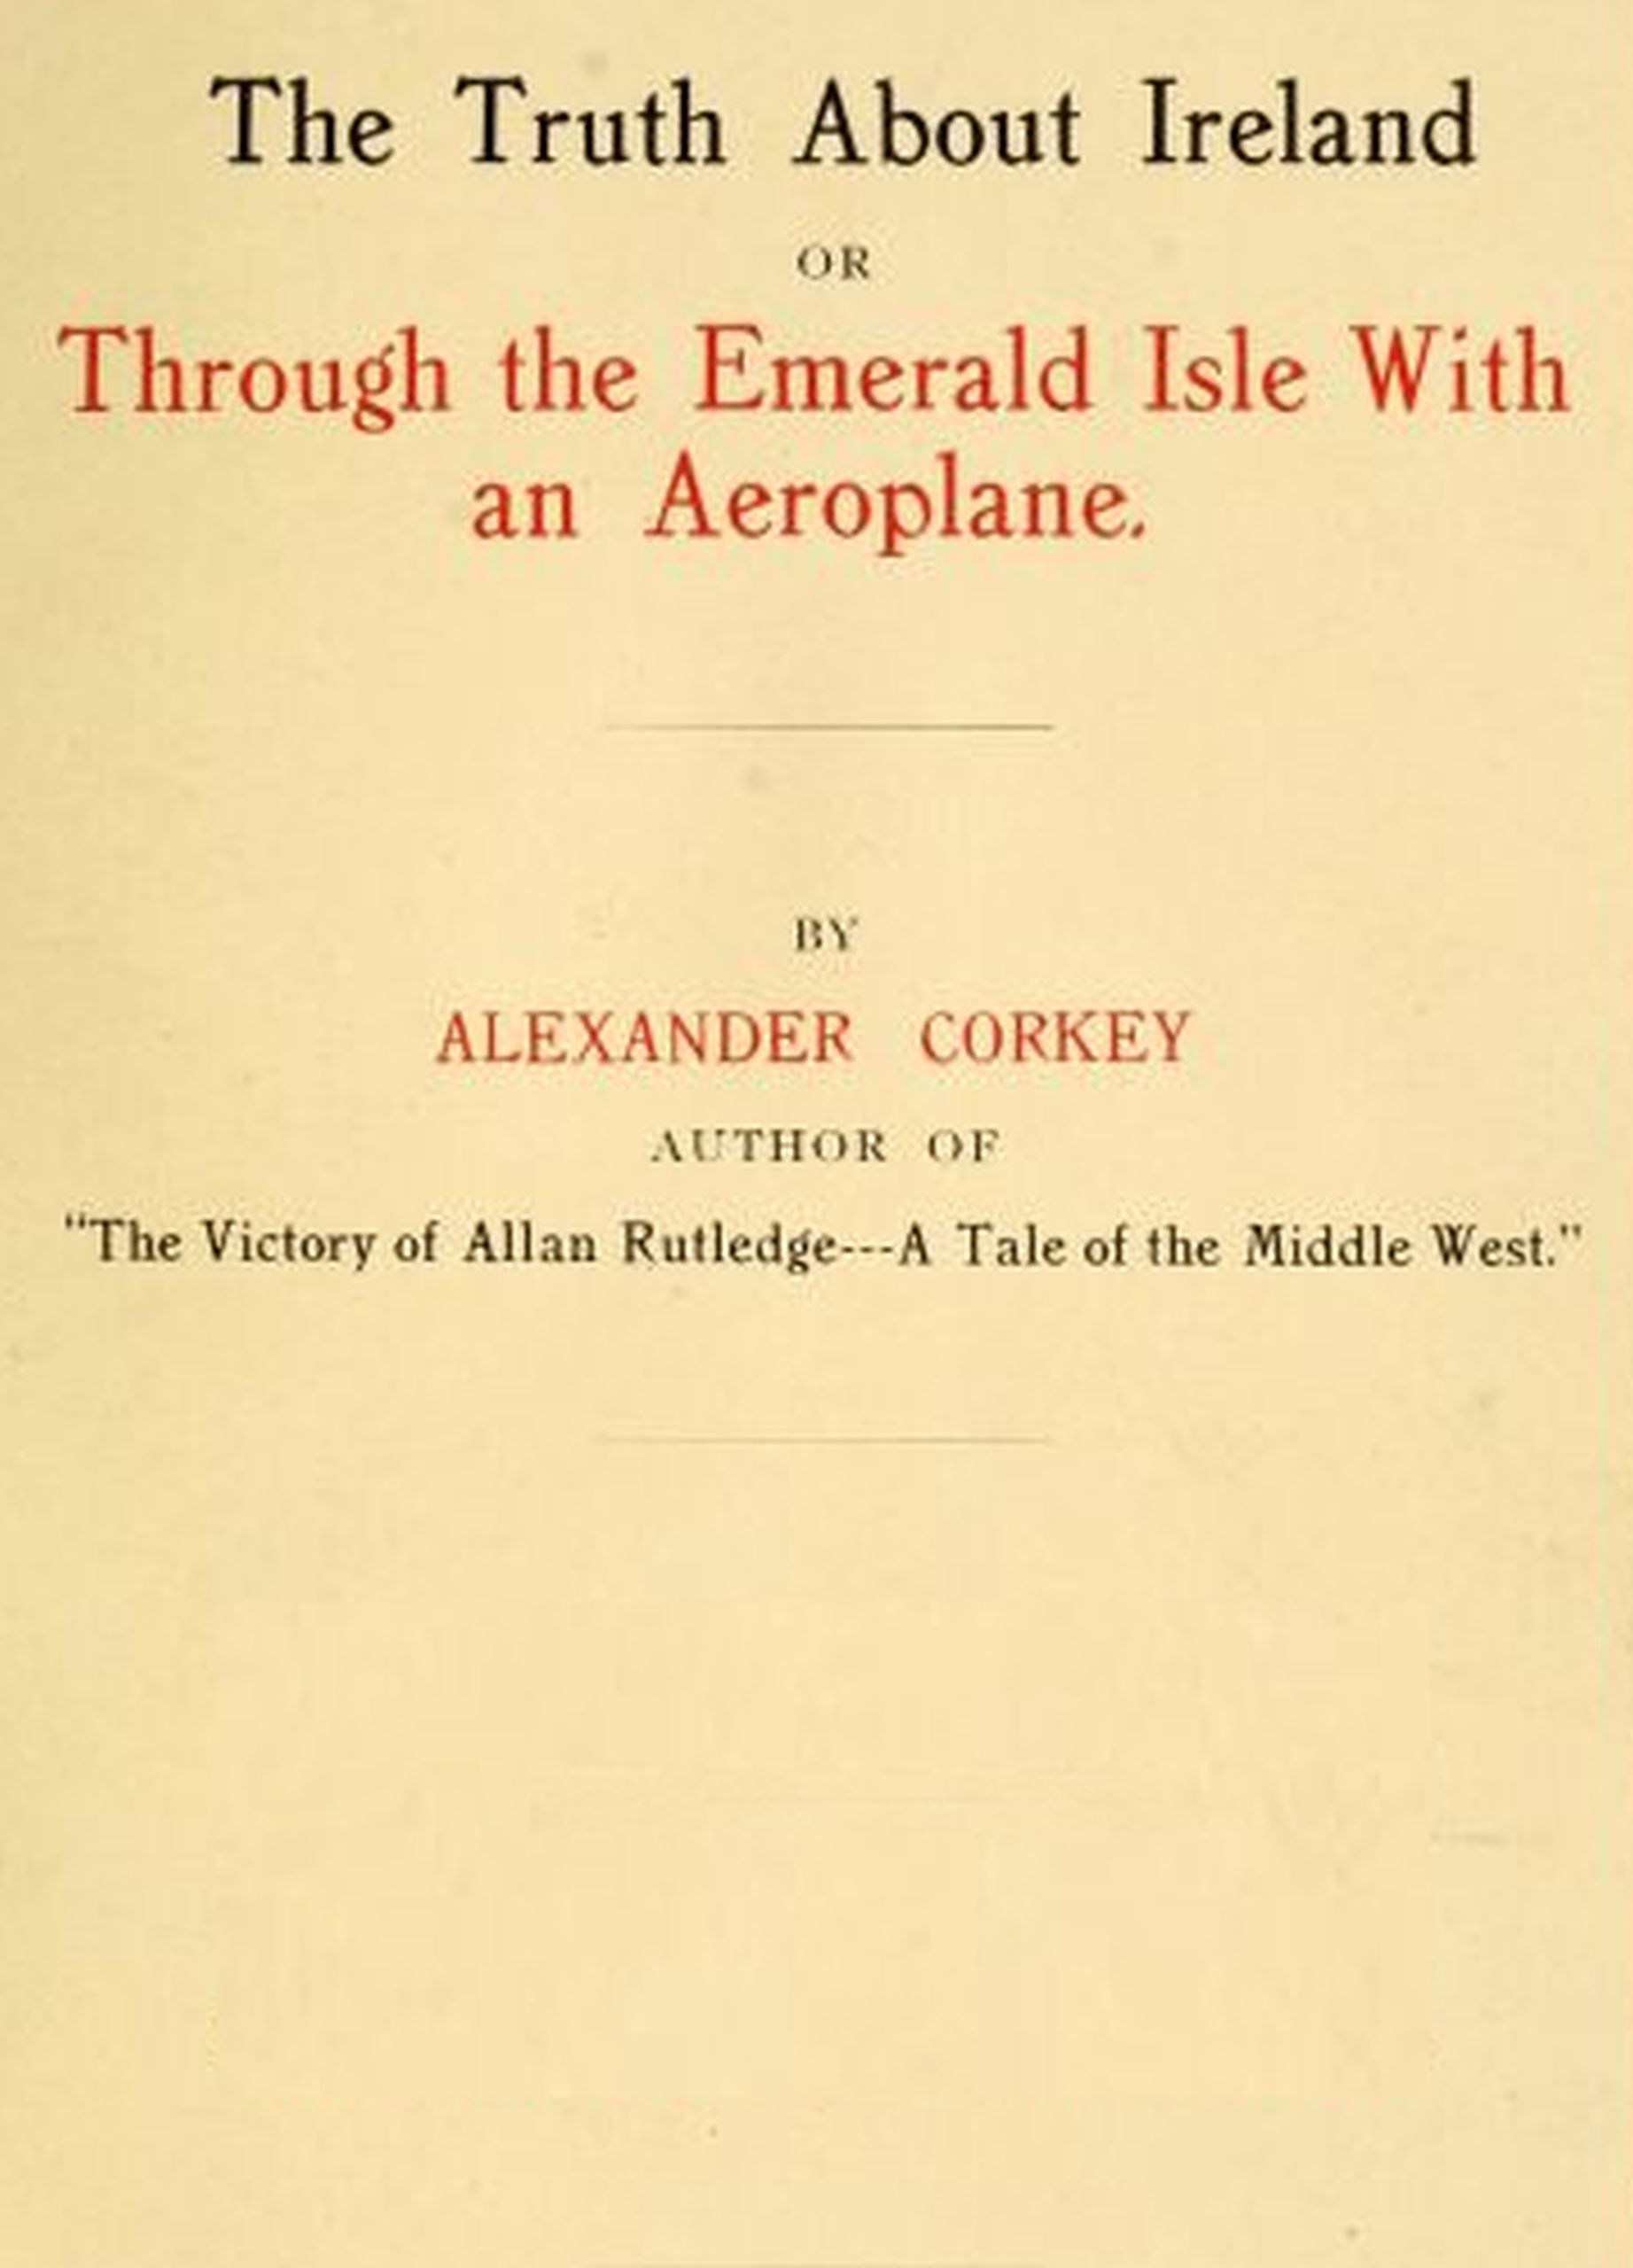 The Truth About Ireland
OR
Through the Emerald Isle With
an Aeroplane.
BY
ALEXANDER CORKEY
AUTHOR OF
"The Victory of Allan Rutledge---A Tale of the Middle West."